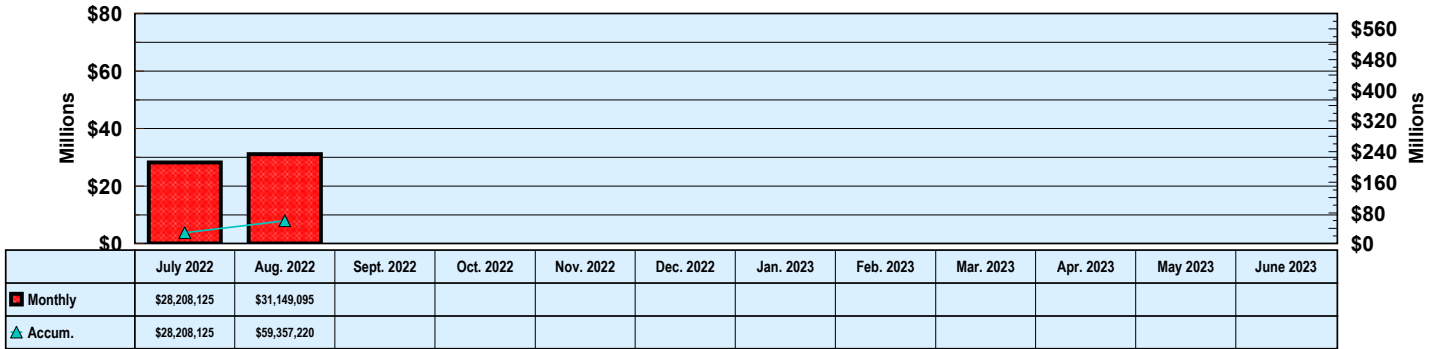 $80
$60
$40
$20
$0
Millions
$560
$480
$400
$320
$240
$160
$80
$0
Millions
July 2022 Aug. 2022 Sept. 2022 Oct. 2022 Nov. 2022 Dec. 2022 Jan. 2023 Feb. 2023 Mar. 2023 Apr. 2023 May 2023 June 2023
Monthly $28,208,125 $31,149,095
Accum. $28,208,125 $59,357,220